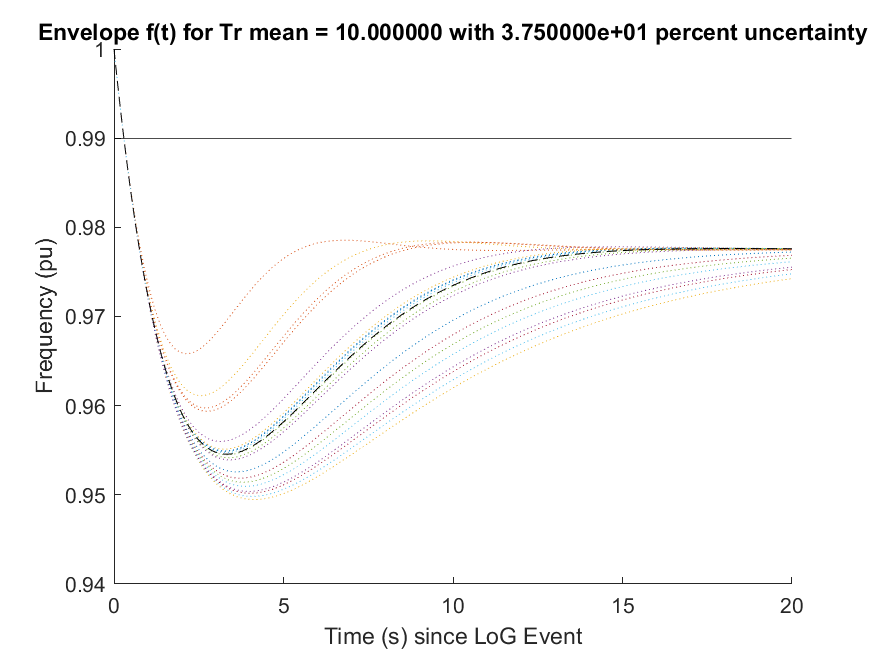 Envelope f(t) for Tr mean = 10.000000 with 3.750000e+01 percent uncertainty
1
0.99
0.98
0.97
0.96
0.95
0.94
Frequency (pu)
0 5 10 15 20
Time (s) since LoG Event